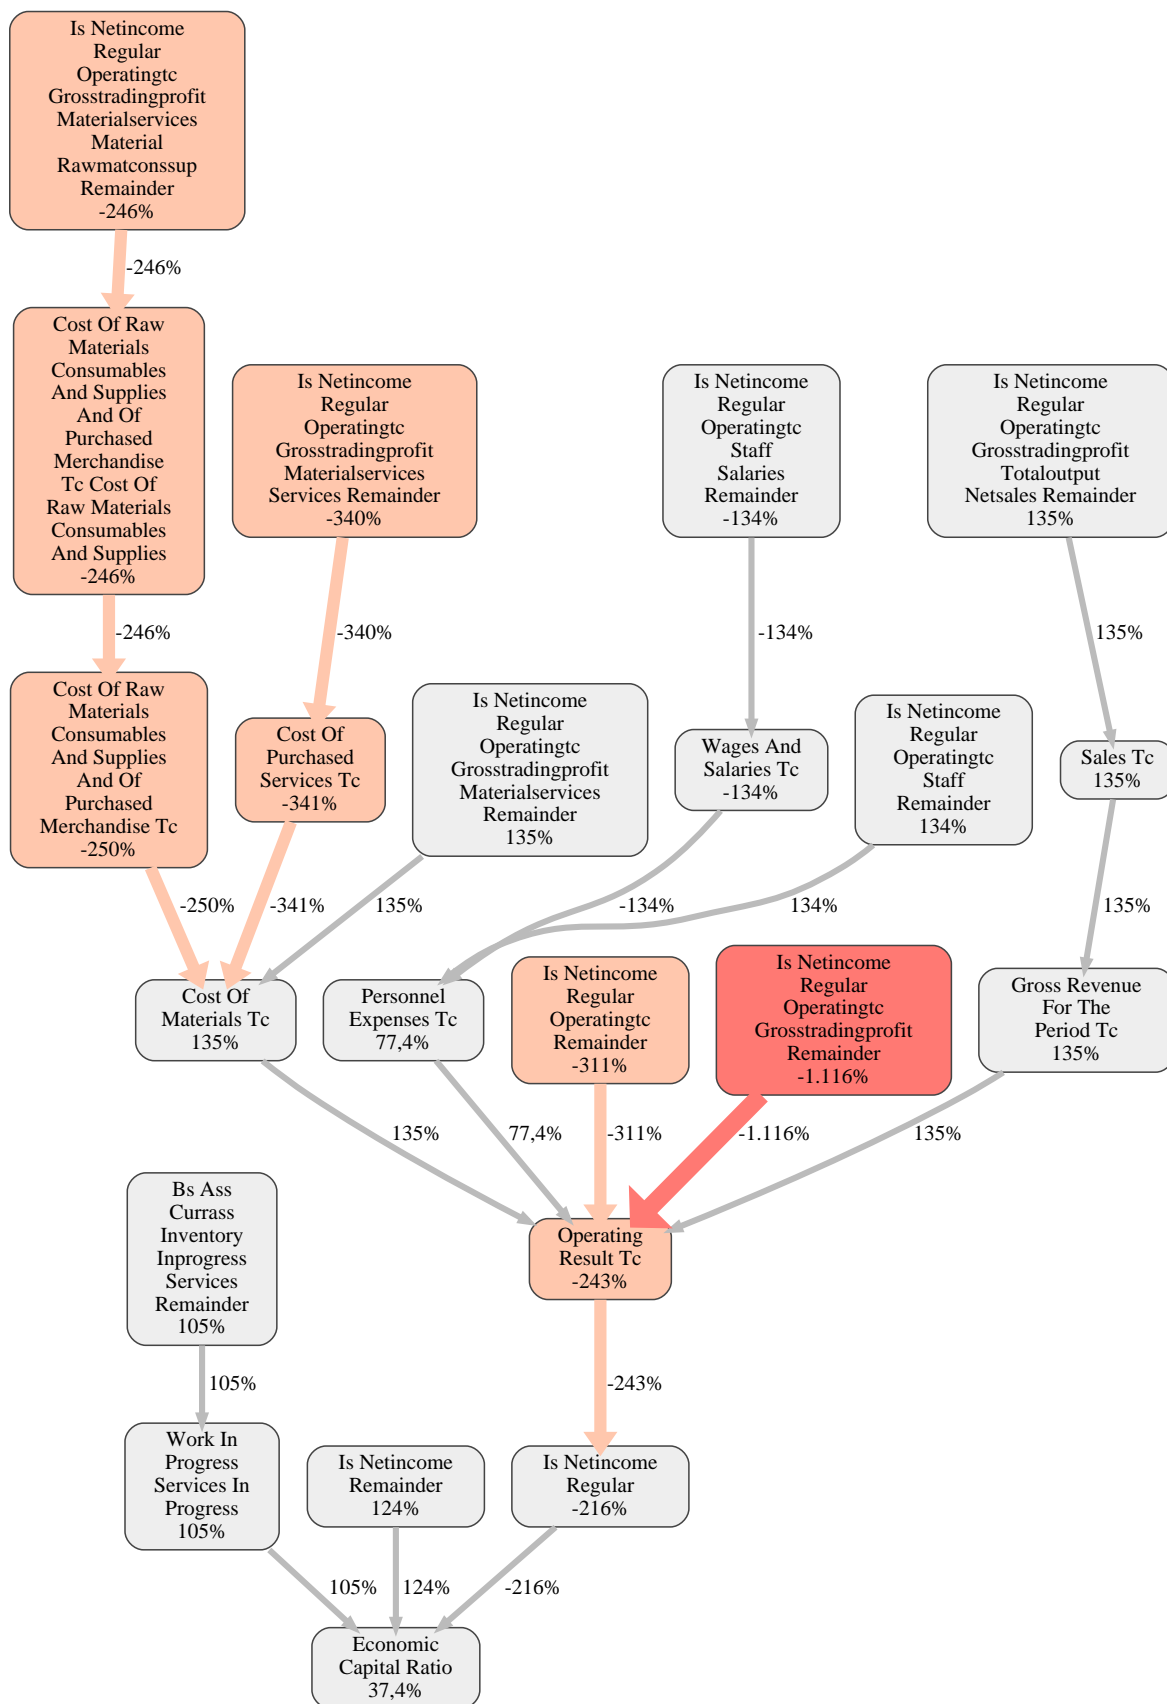 Is Netincome
Regular
Operatingtc
Grosstradingprofit
Materialservices
Material
Rawmatconssup
Remainder
-246%
-246%
Cost Of Raw
Materials
Consumables
And Supplies
And Of
Purchased
Merchandise
Tc Cost Of
Raw Materials
Consumables
And Supplies
-246%
Is Netincome
Regular
Operatingtc
Grosstradingprofit
Materialservices
Services Remainder
-340%
Is Netincome
Regular
Operatingtc
Staff
Salaries
Remainder
-134%
Is Netincome
Regular
Operatingtc
Grosstradingprofit
Totaloutput
Netsales Remainder
135%
-246%
-340%
-134%
135%
Cost Of Raw
Materials
Consumables
And Supplies
And Of
Purchased
Merchandise Tc
-250%
Cost Of
Purchased
Services Tc
-341%
Is Netincome
Regular
Operatingtc
Grosstradingprofit
Materialservices
Remainder
135%
Wages And
Salaries Tc
-134%
Is Netincome
Regular
Operatingtc
Staff
Remainder
134%
Sales Tc
135%
-250%
-341%
135%
-134%
134%
135%
Cost Of
Materials Tc
135%
Personnel
Expenses Tc
77,4%
Is Netincome
Regular
Operatingtc
Remainder
-311%
Is Netincome
Regular
Operatingtc
Grosstradingprofit
Remainder
-1.116%
Gross Revenue
For The
Period Tc
135%
135%
77,4%
-311%
-1.116%
135%
Bs Ass
Currass
Inventory
Inprogress
Services
Remainder
105%
Operating
Result Tc
-243%
105%
-243%
Work In
Progress
Services In
Progress
105%
Is Netincome
Remainder
124%
Is Netincome
Regular
-216%
105%
124%
-216%
Economic
Capital Ratio
37,4%